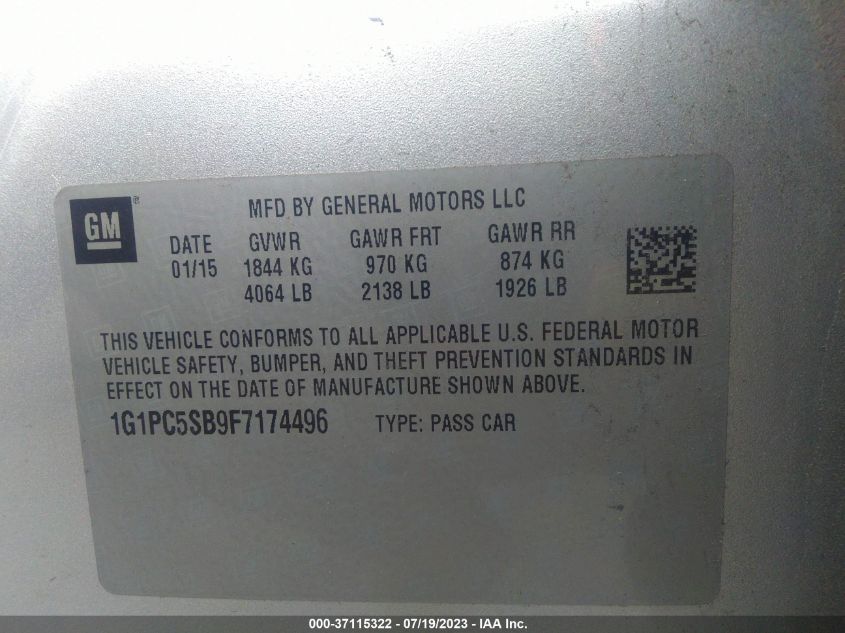 MFD BY GENERAL MOTORS LLC
GM ®
DATE GVWR GAWR FRT GAWR RR
01/15 1844 KG 970 KG 874 KG
4064 LB 2138 LB 1926 LB
THIS VEHICLE CONFORMS TO ALL APPLICABLE U.S. FEDERAL MOTOR
VEHICLE SAFETY, BUMPER, AND THEFT PREVENTION STANDARDS IN
EFFECT ON THE DATE OF MANUFACTURE SHOWN ABOVE.
1G1PC5SB9F7174496 TYPE: PASS CAR
000-37115322 - 07/19/2023 - IAA Inc.